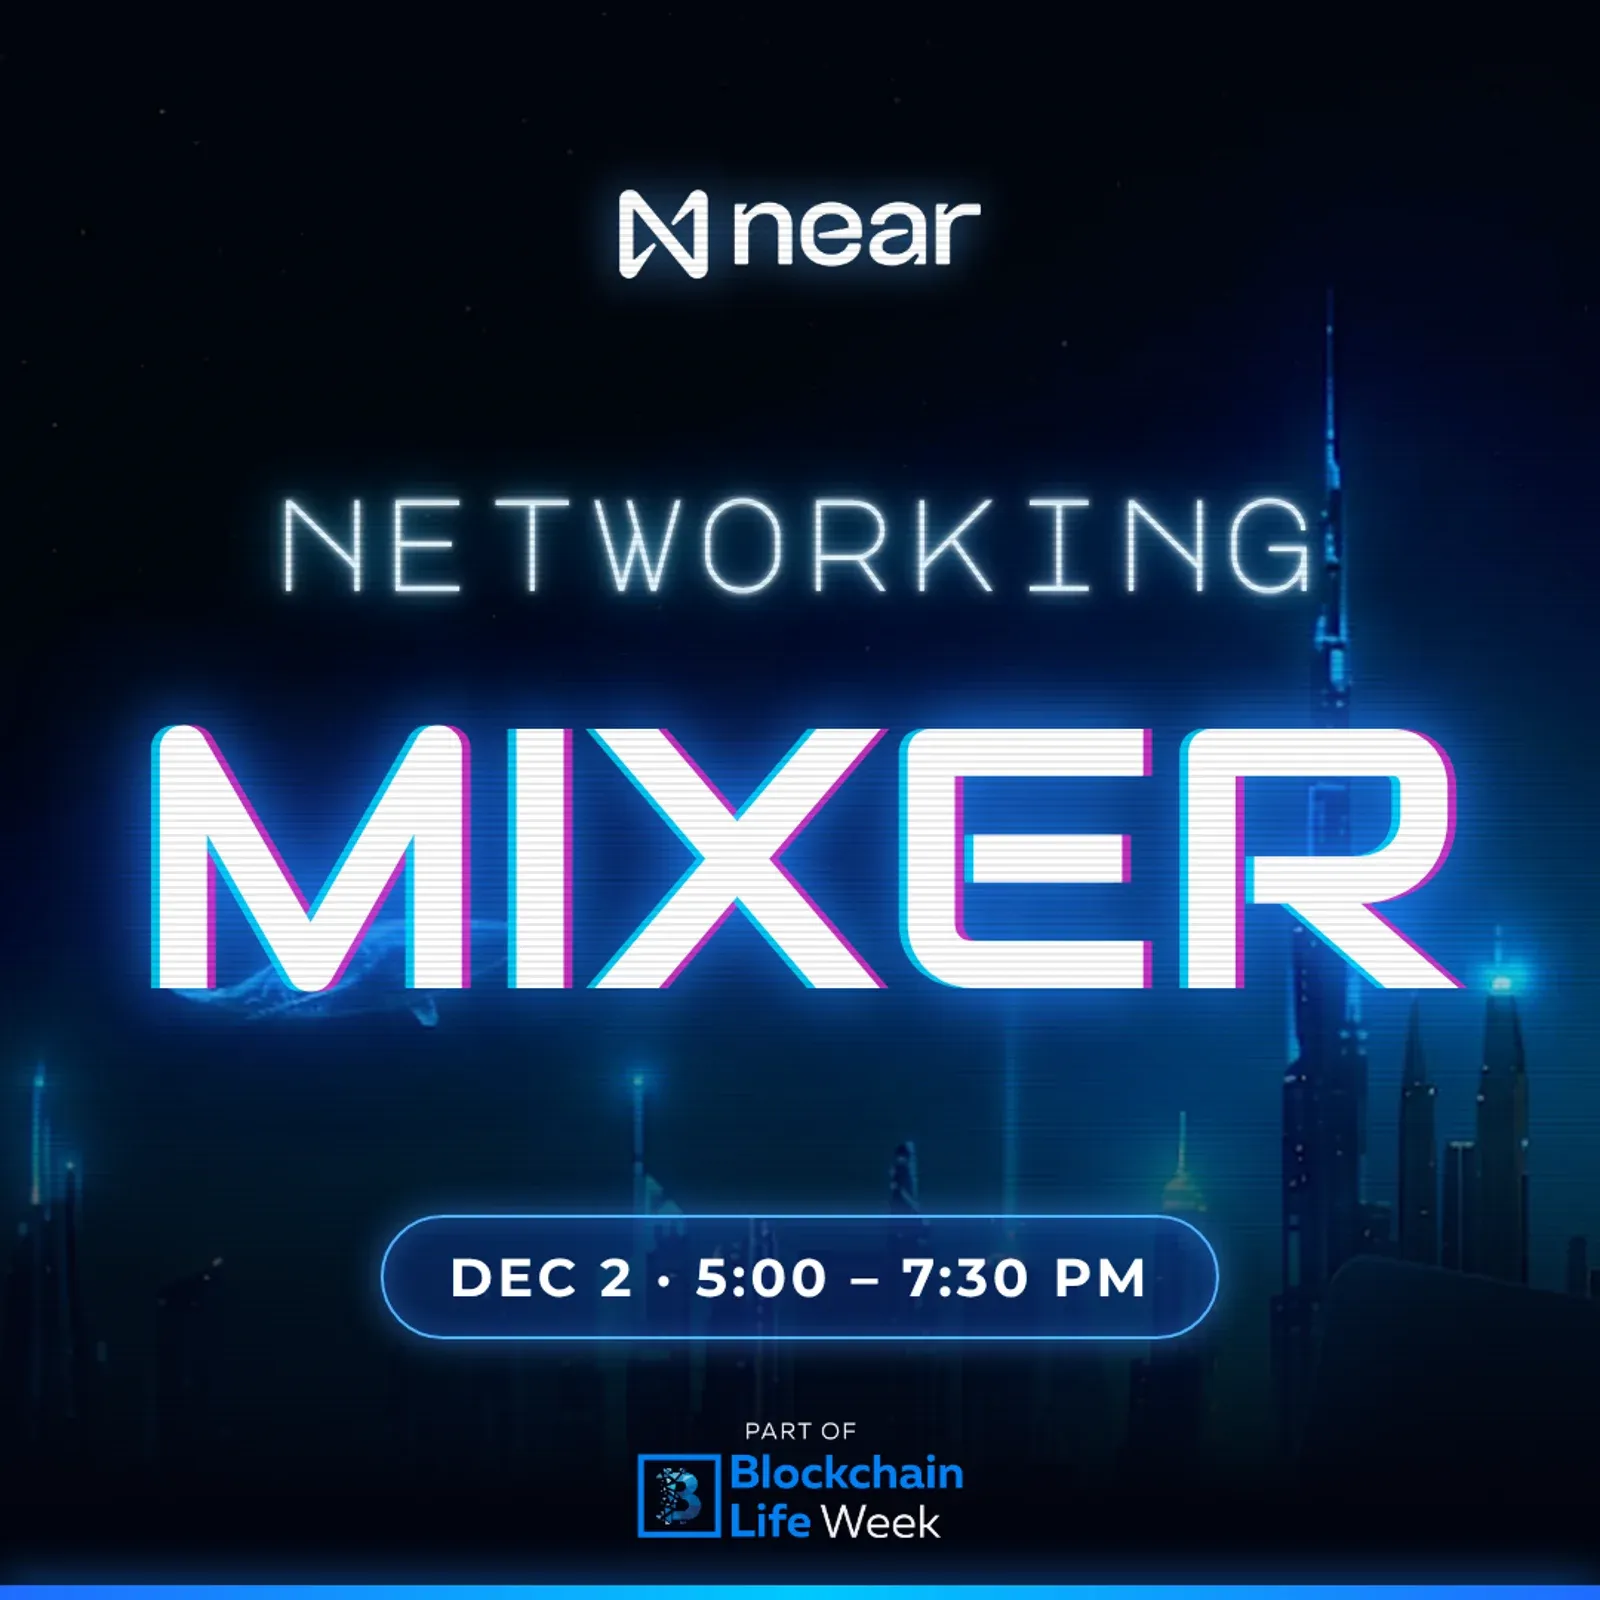 near
NETWORKING
MIXER
DEC 2 · 5:00 – 7:30 PM
PART OF
Blockchain
Life Week